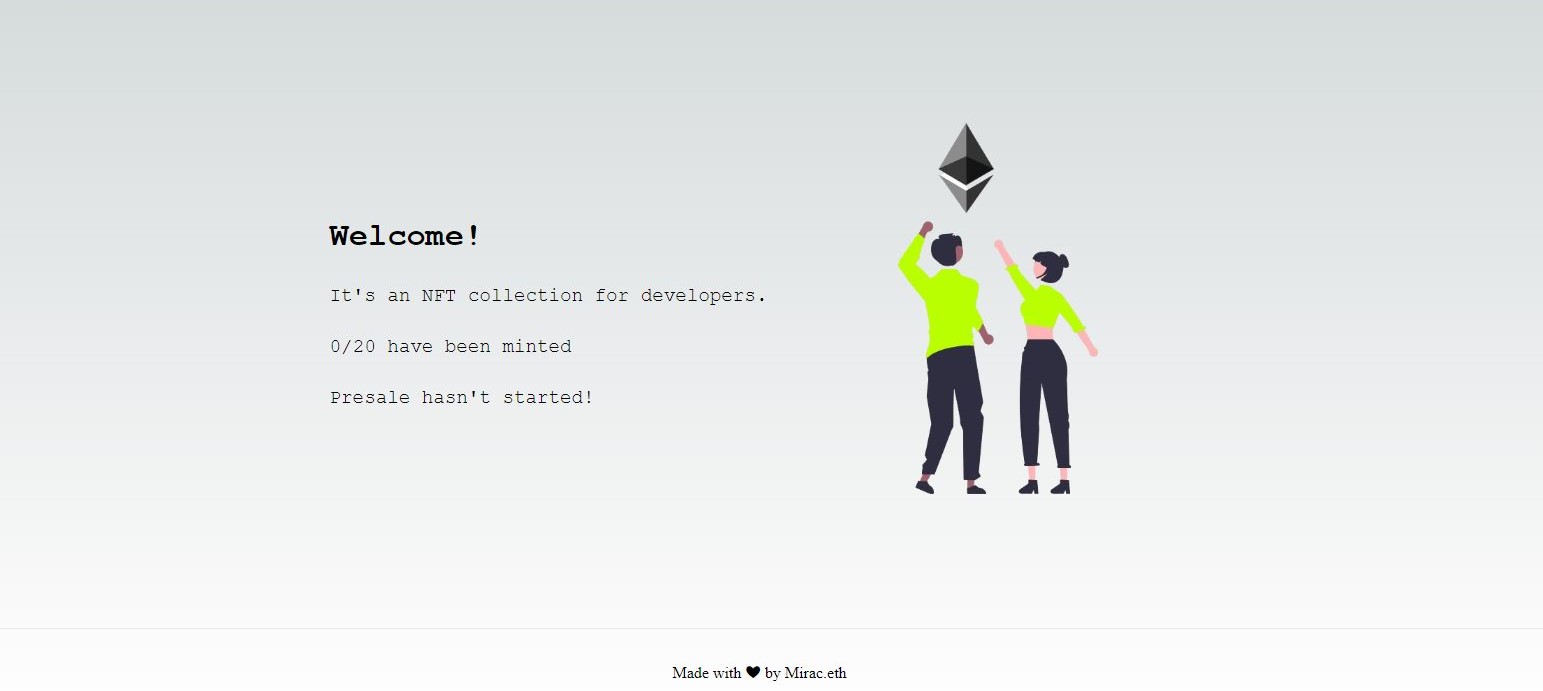 Welcome!
It's an NFT collection for developers.
0/20 have been minted
Presale hasn't started!
Made with ❤ by Mirac.eth